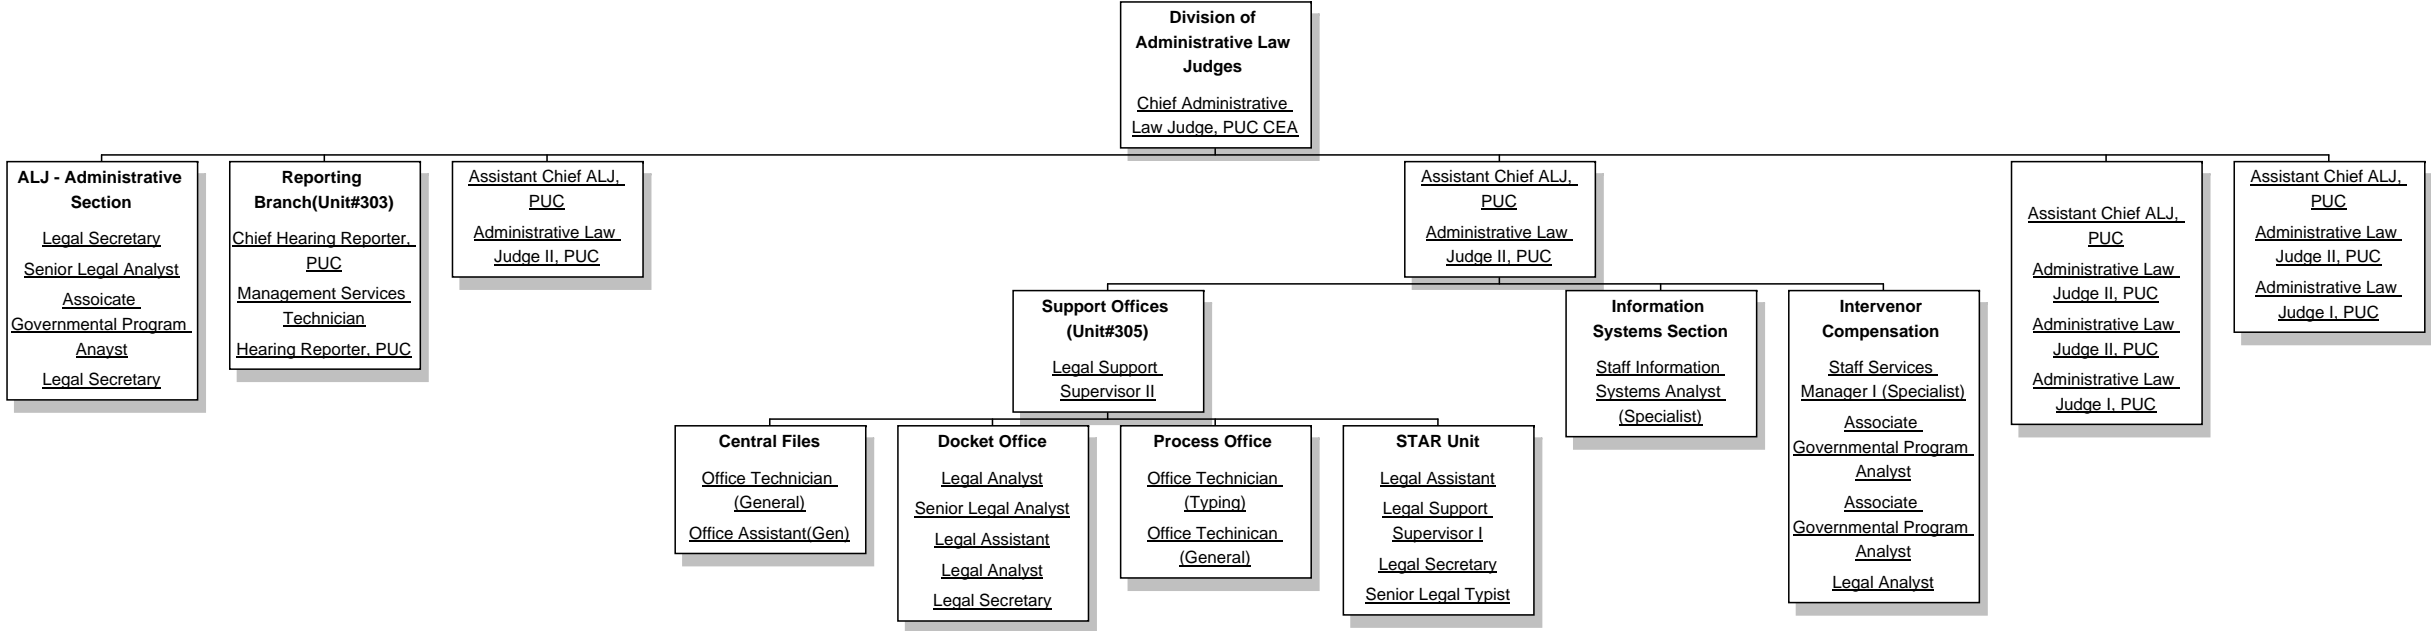 Division of
Administrative Law
Judges
Chief Administrative
Law Judge, PUC CEA
ALJ - Administrative
Section
Legal Secretary
Senior Legal Analyst
Assoicate
Governmental Program
Anayst
Legal Secretary
Reporting
Branch(Unit#303)
Chief Hearing Reporter,
PUC
Management Services
Technician
Hearing Reporter, PUC
Assistant Chief ALJ,
PUC
Administrative Law
Judge II, PUC
Assistant Chief ALJ,
PUC
Administrative Law
Judge II, PUC
Assistant Chief ALJ,
PUC
Administrative Law
Judge II, PUC
Administrative Law
Judge II, PUC
Administrative Law
Judge I, PUC
Assistant Chief ALJ,
PUC
Administrative Law
Judge II, PUC
Administrative Law
Judge I, PUC
Support Offices
(Unit#305)
Legal Support
Supervisor II
Information
Systems Section
Staff Information
Systems Analyst
(Specialist)
Intervenor
Compensation
Staff Services
Manager I (Specialist)
Associate
Governmental Program
Analyst
Associate
Governmental Program
Analyst
Legal Analyst
Central Files
Office Technician
(General)
Office Assistant(Gen)
Docket Office
Legal Analyst
Senior Legal Analyst
Legal Assistant
Legal Analyst
Legal Secretary
Process Office
Office Technician
(Typing)
Office Techinican
(General)
STAR Unit
Legal Assistant
Legal Support
Supervisor I
Legal Secretary
Senior Legal Typist